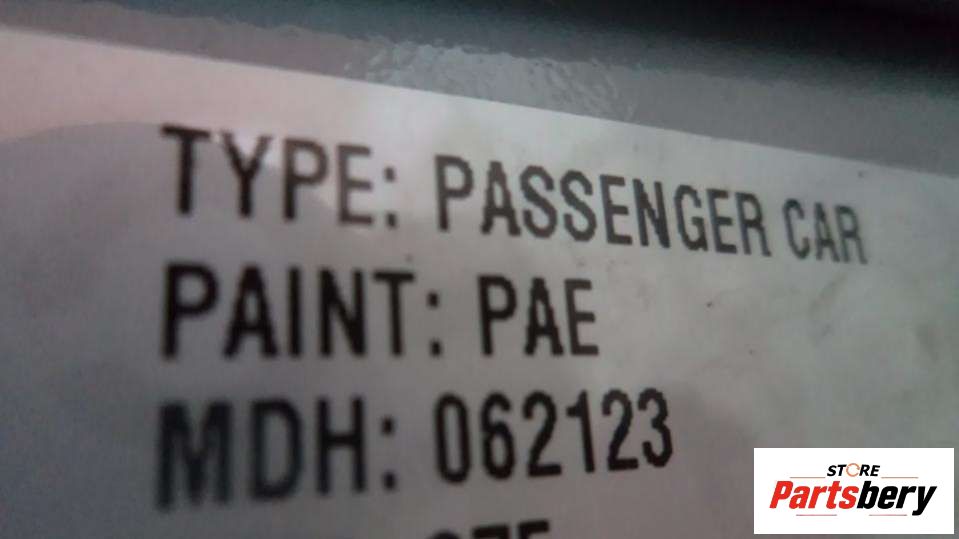 TYPE: PASSENGER CAR
PAINT: PAE
MDH: 062123
STORE
Partsbery